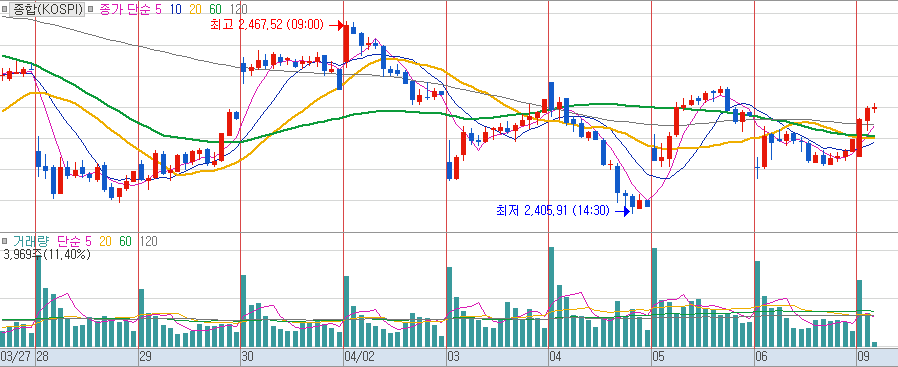 종합(KOSPI) 종가 단순 5 10 20 60 120
최고 2,467,52 (09:00)
최저 2,405,91 (14:30)
거래량 단순 5 20 60 120
3,969주(11,40%)
03/27 28 29 30 04/02 03 04 05 06 09